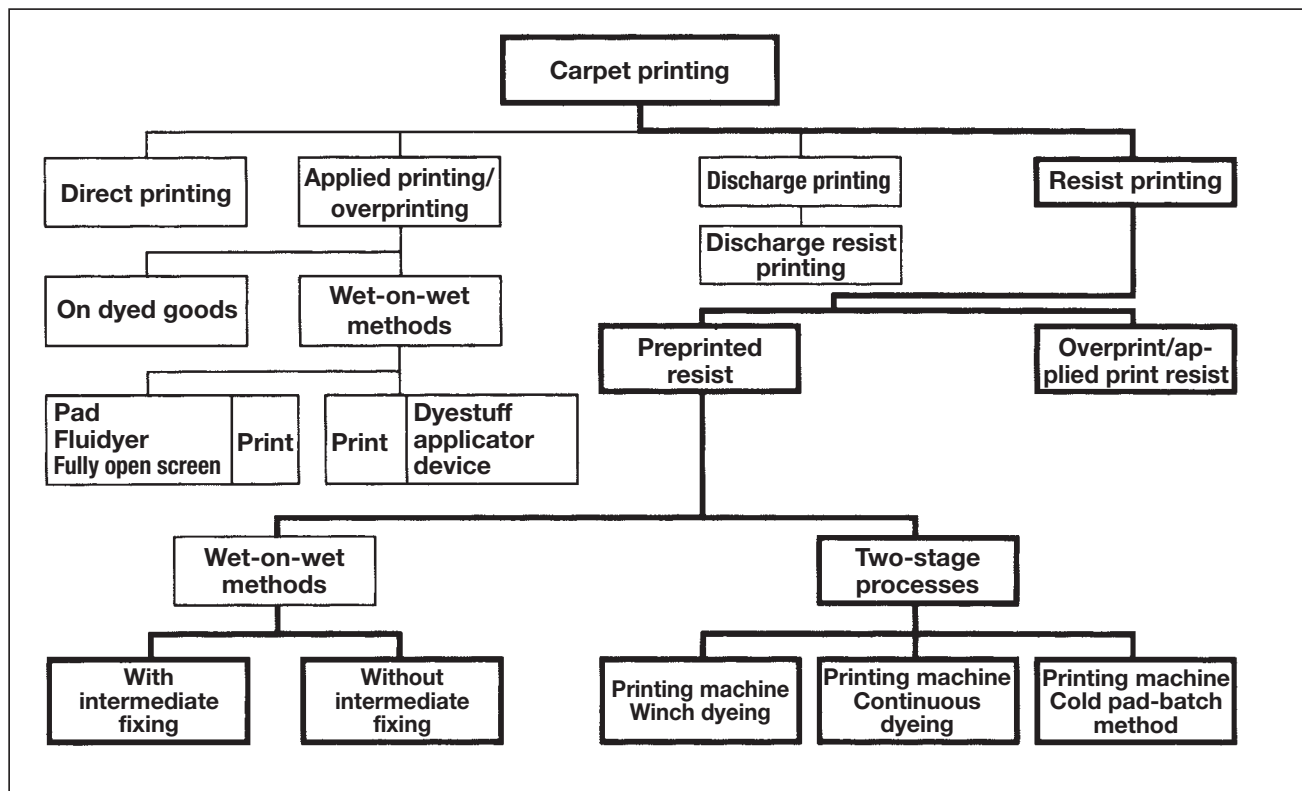 Carpet printing
Direct printing
Applied printing/
overprinting
Discharge printing
Resist printing
Discharge resist
printing
On dyed goods
Wet-on-wet
methods
Preprinted
resist
Overprint/ap-
plied print resist
Pad
Fluidyer
Fully open screen
Print
Print
Dyestuff
applicator
device
Wet-on-wet
methods
Two-stage
processes
With
intermediate
fixing
Without
intermediate
fixing
Printing machine
Winch dyeing
Printing machine
Continuous
dyeing
Printing machine
Cold pad-batch
method